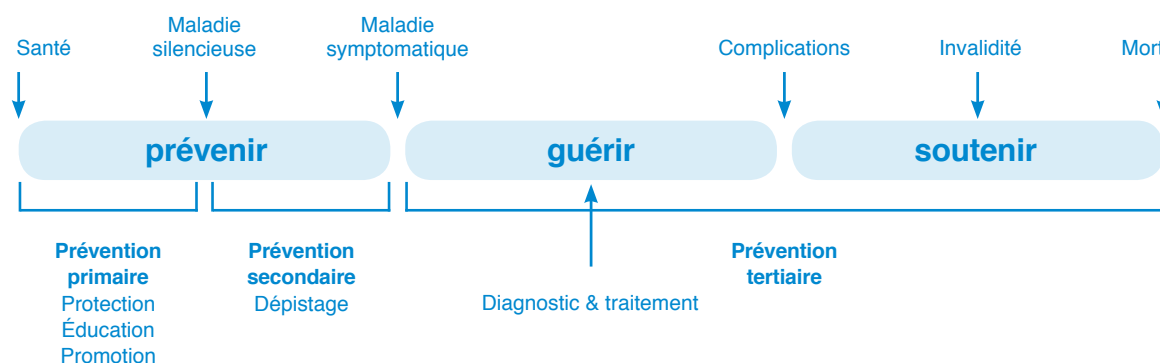 Santé
Maladie
silencieuse
Maladie
symptomatique
Complications
Invalidité
Mort
prévenir
guérir
soutenir
Prévention
primaire
Protection
Éducation
Promotion
Prévention
secondaire
Dépistage
Diagnostic & traitement
Prévention
tertiaire